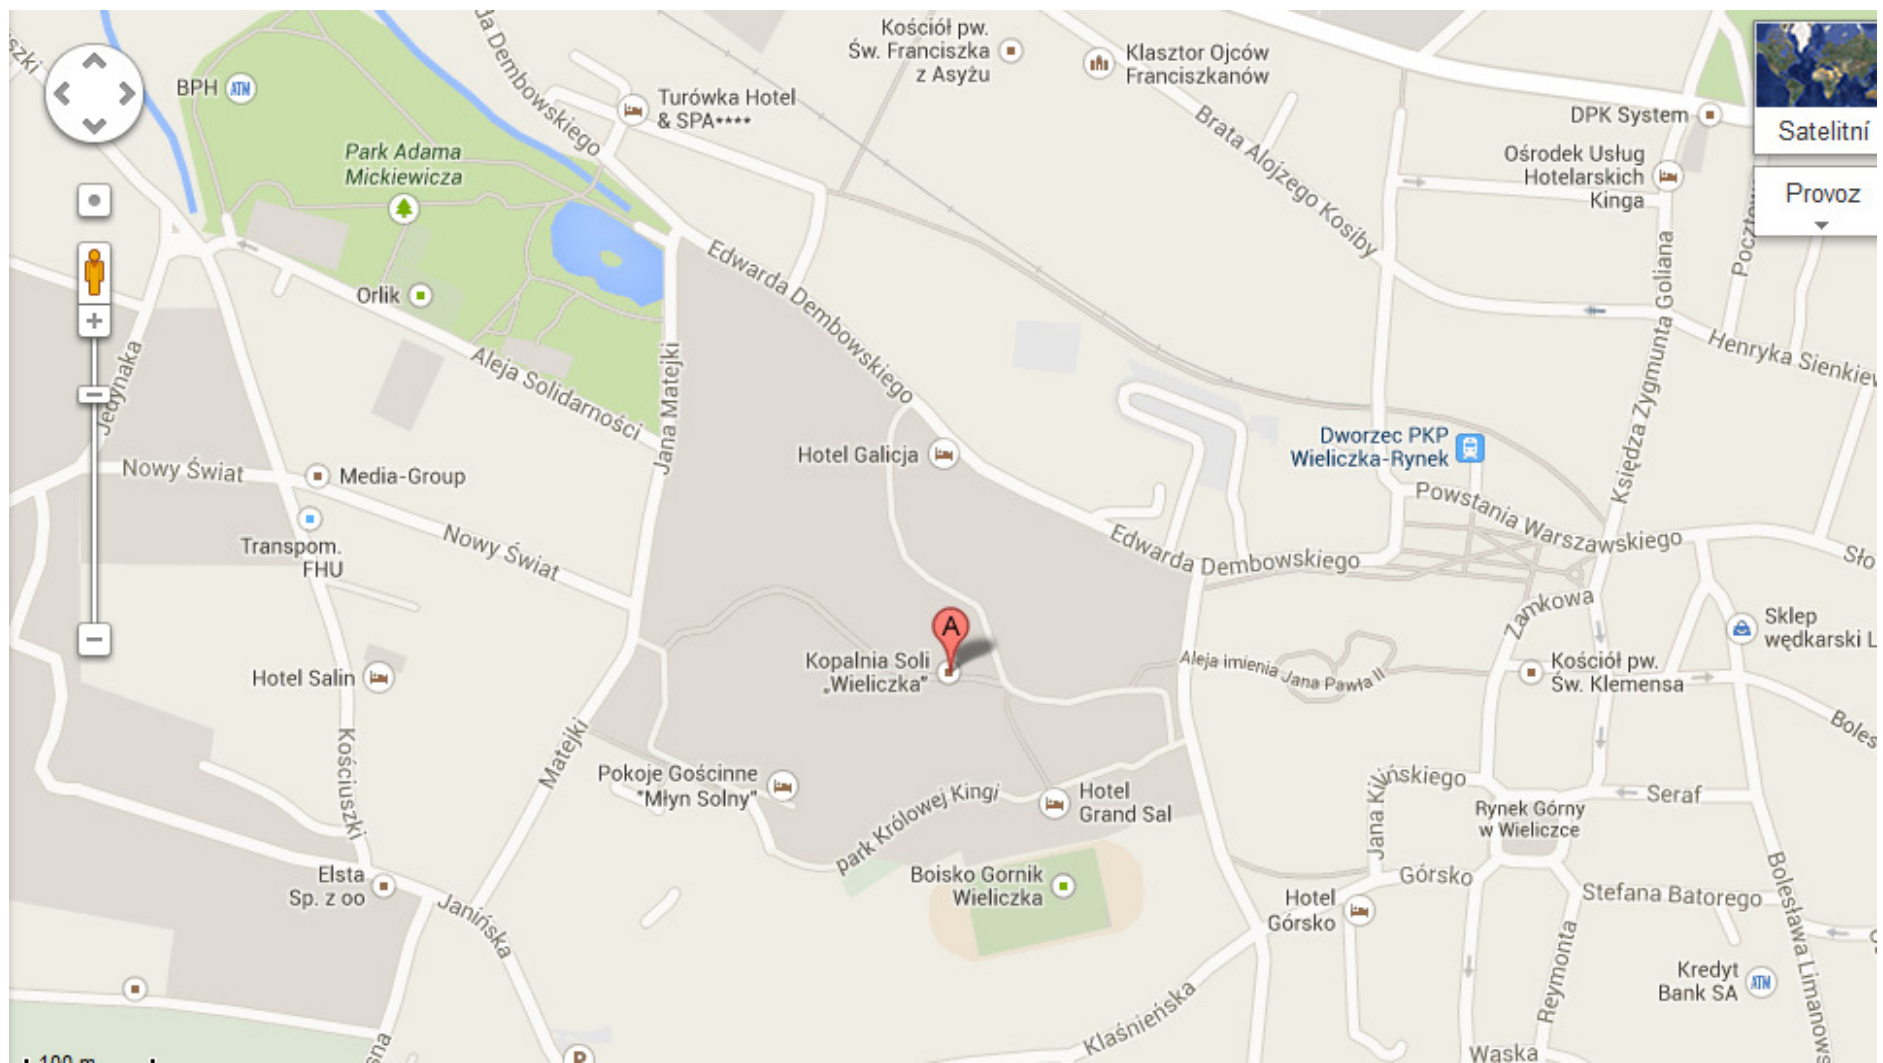 Kościół pw.
Św. Franciszka
z Asyżu
Klasztor Ojców
Franciszkanów
BPH
ATM
Turówka Hotel
& SPA****
DPK System
Satelitní
Park Adama
Mickiewicza
Ośrodek Usług
Hotelarskich
Kinga
Provoz
Brata Alojzego Kosiby
Edwarda Dembowskiego
Orlik
Aleja Solidarności
Jana Matejki
Księdza Zygmunta Goliana
Jedynaka
Hotel Galicja
Dworzec PKP
Wieliczka-Rynek
Nowy Świat
Media-Group
Powstania Warszawskiego
Transpom.
FHU
Nowy Świat
Edwarda Dembowskiego
Zamkowa
Sklep
wędkarski L
A
Kopalnia Soli
„Wieliczka”
Aleja imienia Jana Pawła II
Kościół pw.
Św. Klemensa
Hotel Salin
Kościuszki
Matejki
Pokoje Gościnne
"Młyn Solny"
Hotel
Grand Sal
park Królowej Kingi
Jana Kilińskiego
Seraf
Rynek Górny
w Wieliczce
Elsta
Sp. z oo
Boisko Gornik
Wieliczka
Górsko
Stefana Batorego
Hotel
Górsko
Janińska
Reymonta
Kredyt
Bank SA
ATM
Klaśnieńska
Waska
P
100 m